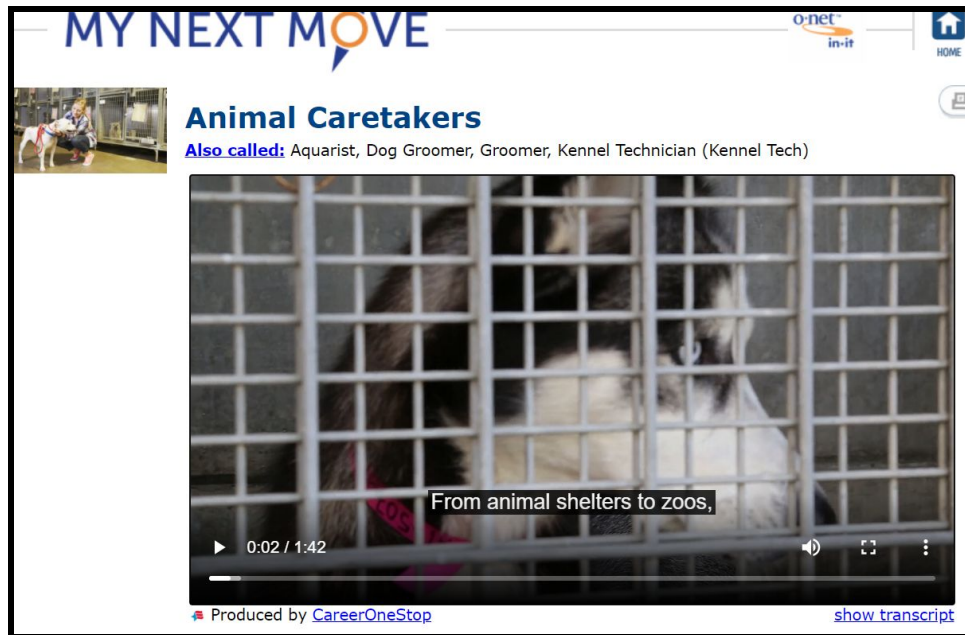 MY NEXT MOVE
o·net™
in-it
HOME
Animal Caretakers
Also called: Aquarist, Dog Groomer, Groomer, Kennel Technician (Kennel Tech)
From animal shelters to zoos,
0:02 / 1:42
Produced by CareerOneStop
show transcript